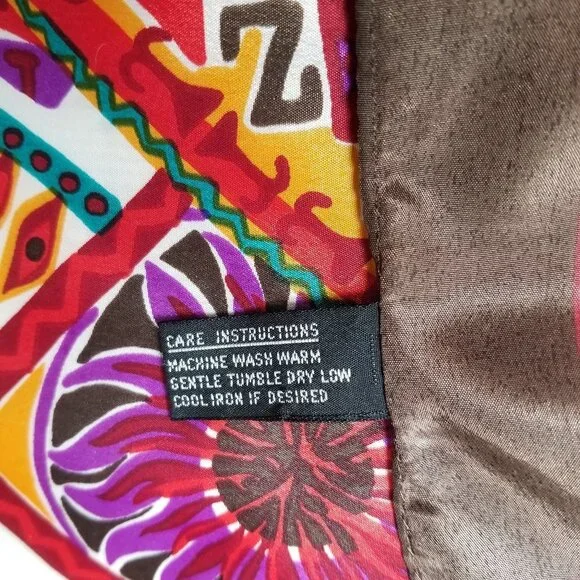 CARE INSTRUCTIONS
MACHINE WASH WARM
GENTLE TUMBLE DRY LOW
COOL IRON IF DESIRED